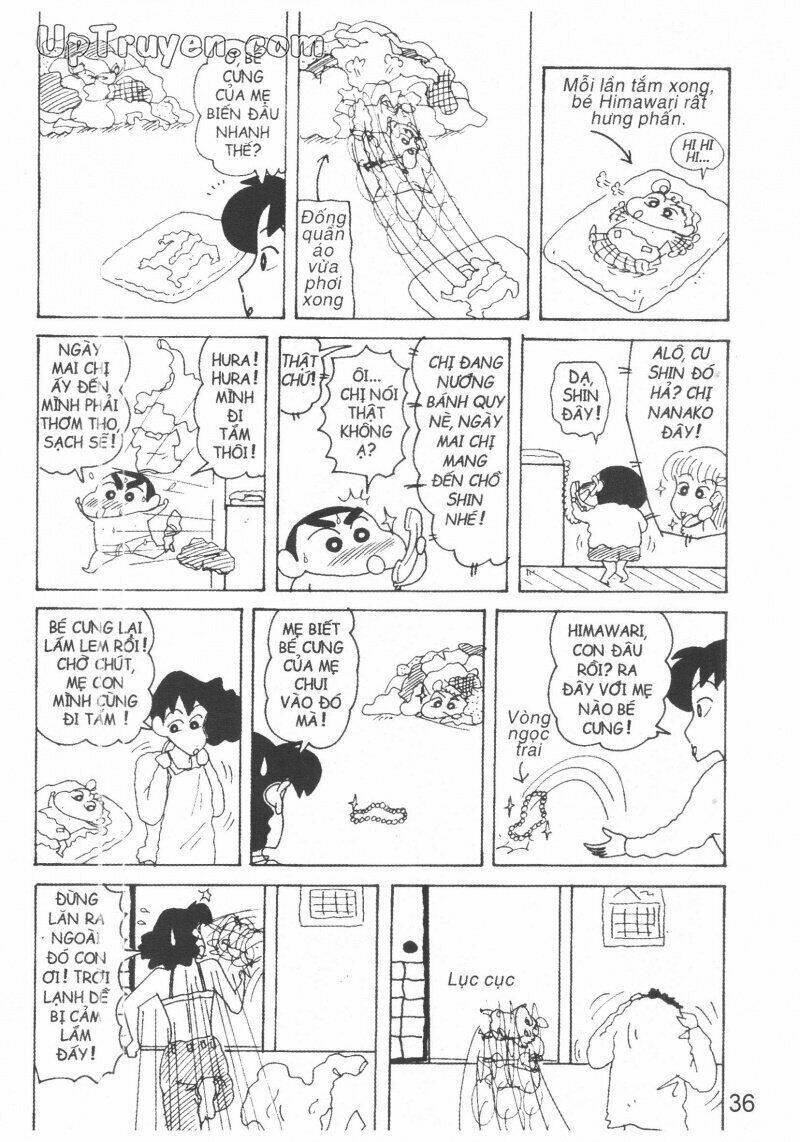 UpTruyen.com
Mỗi lần tắm xong,
bé Himawari rất
hưng phấn.
HI HI
HI...
Đống
quần
áo
vừa
phơi
xong
Ơ, BÉ
CƯNG
CỦA MẸ
BIẾN ĐÂU
NHANH
THẾ?
ALÔ, CU
SHIN ĐÓ
HẢ? CHỊ
NANAKO
ĐÂY!
DẠ,
SHIN
ĐÂY!
CHỊ ĐANG
NƯỚNG
BÁNH QUY
NÈ, NGÀY
MAI CHỊ
MANG
ĐẾN CHỖ
SHIN
NHÉ!
ÔI...
CHỊ NÓI
THẬT
KHÔNG
Ạ?
THẬT
CHỨ!
HURA!
HURA!
MÌNH
ĐI
TẮM
THÔI!
NGÀY
MAI CHỊ
ẤY ĐẾN
MÌNH PHẢI
THƠM THO,
SẠCH SẼ!
HIMAWARI,
CON ĐÂU
RỒI? RA
ĐÂY VỚI MẸ
NÀO BÉ
CƯNG!
Vòng
ngọc
trai
MẸ BIẾT
BÉ CƯNG
CỦA MẸ
CHUI
VÀO ĐÓ
MÀ!
BÉ CƯNG LẠI
LẤM LEM RỒI!
CHỜ CHÚT,
MẸ CON
MÌNH CÙNG
ĐI TẮM!
Lục cục
ĐỪNG
LĂN RA
NGOÀI
ĐÓ CON
ƠI! TRỜI
LẠNH DỄ
BỊ CẢM
LẮM
ĐẤY!
36